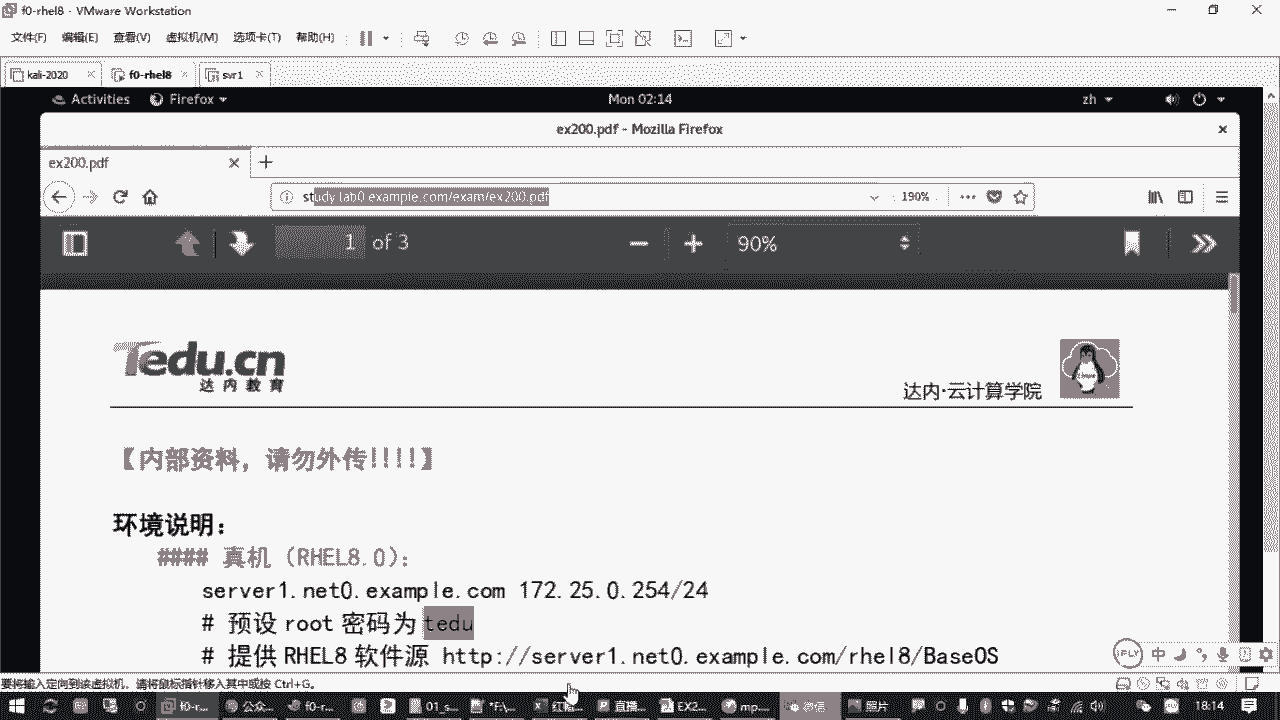 f0-rhel8 - VMware Workstation
文件(F) 编辑(E) 查看(V) 虚拟机(M) 选项卡(T) 帮助(H)
kali-2020 f0-rhel8 svr1
Activities Firefox Mon 02:14 zh
ex200.pdf - Mozilla Firefox
ex200.pdf
study.lab0.example.com/exam/ex200.pdf 190%
1 of 3 90%
Tedu.cn
达内教育
达内·云计算学院
【内部资料，请勿外传!!!!】
环境说明：
#### 真机（RHEL8.0）：
server1.net0.example.com 172.25.0.254/24
# 预设 root 密码为 tedu
# 提供 RHEL8 软件源 http://server1.net0.example.com/rhel8/BaseOS
iFLY 中
要将输入定向到该虚拟机，请将鼠标指针移入其中或按 Ctrl+G。
f0-r... 公众... f0-r... 01_s... 直播... EX2... mp... 照片 18:14